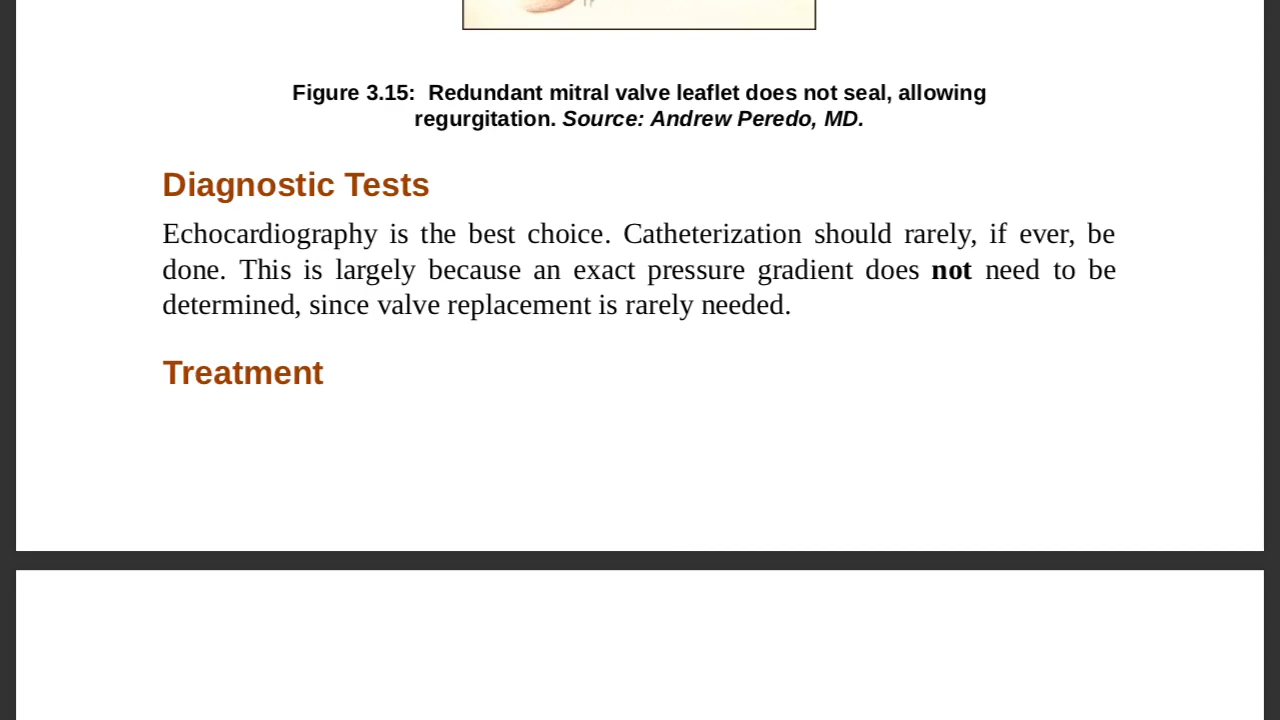 Figure 3.15: Redundant mitral valve leaflet does not seal, allowing
regurgitation. Source: Andrew Peredo, MD.
Diagnostic Tests
Echocardiography is the best choice. Catheterization should rarely, if ever, be
done. This is largely because an exact pressure gradient does not need to be
determined, since valve replacement is rarely needed.
Treatment